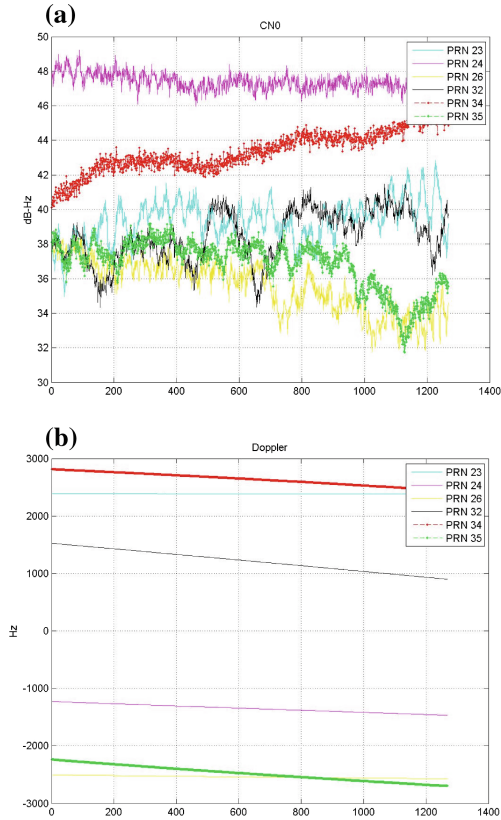 (a)
CN0
50
48
46
44
42
40
38
36
34
32
30
dB-Hz
PRN 23
PRN 24
PRN 26
PRN 32
PRN 34
PRN 35
0 200 400 600 800 1000 1200 1400
(b)
Doppler
3000
2000
1000
0
-1000
-2000
-3000
Hz
PRN 23
PRN 24
PRN 26
PRN 32
PRN 34
PRN 35
0 200 400 600 800 1000 1200 1400